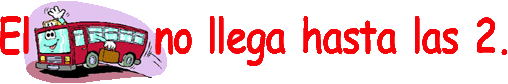 El no llega hasta las 2.